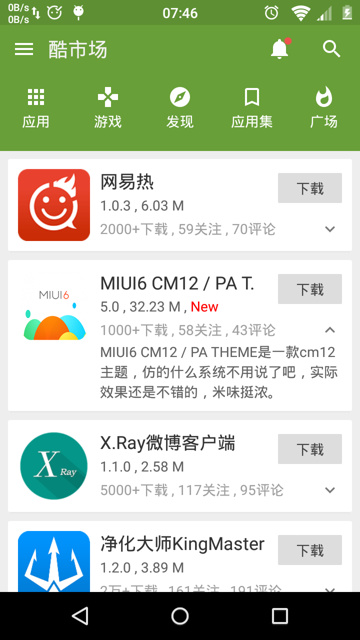 0B/s
0B/s
07:46
酷市场
应用
游戏
发现
应用集
广场
网易热
1.0.3 , 6.03 M
下载
2000+下载 , 59关注 , 70评论
MIUI6
MIUI6 CM12 / PA T.
5.0 , 32.23 M , New
下载
1000+下载 , 58关注 , 43评论
MIUI6 CM12 / PA THEME是一款cm12
主题，仿的什么系统不用说了吧，实际
效果还是不错的，米味挺浓。
X Ray
X.Ray微博客户端
1.1.0 , 2.58 M
下载
5000+下载 , 117关注 , 95评论
净化大师KingMaster
1.2.0 , 3.89 M
下载
2万+下载 , 161关注 , 191评论